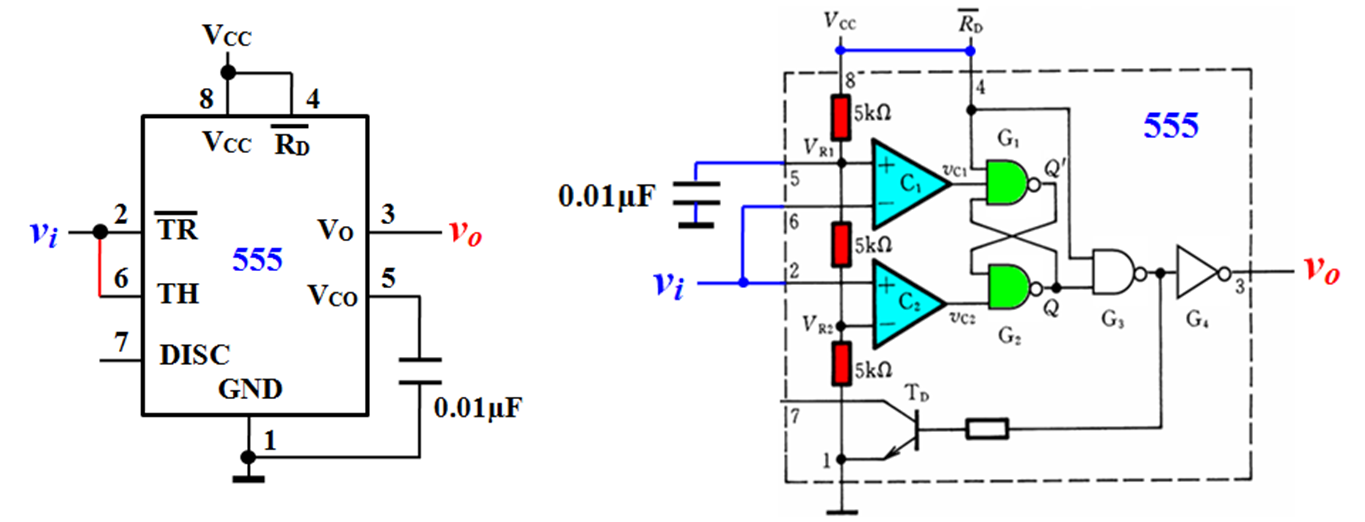 VCC
8
4
VCC
R̅D̅
2
T̅R̅
vi
555
VO
3
vo
6
TH
VCO
5
7
DISC
GND
0.01μF
1
VCC
R̅D
8
4
5kΩ
555
G1
VR1
vC1
Q'
C1
5
0.01μF
6
5kΩ
vi
2
C2
vC2
Q
G2
G3
G4
3
vo
VR2
5kΩ
TD
7
1